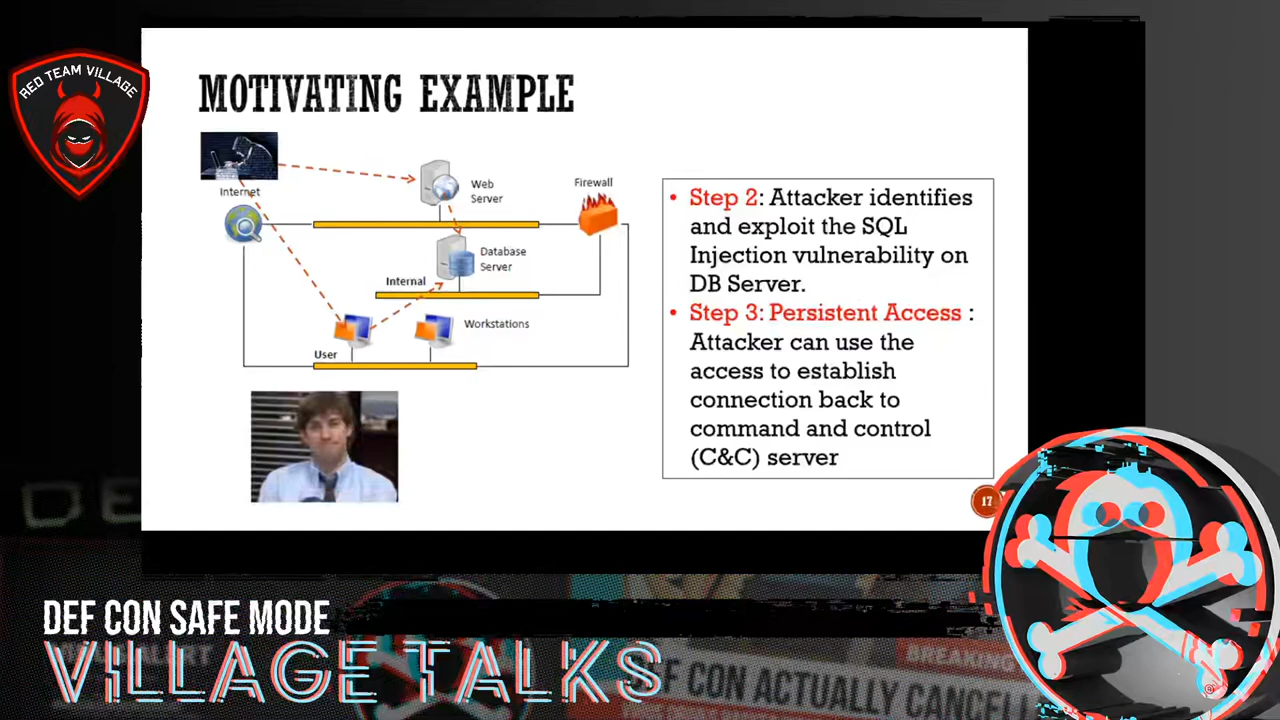 RED TEAM VILLAGE
MOTIVATING EXAMPLE
Internet
Web
Server
Firewall
Database
Server
Internal
Workstations
User
• Step 2: Attacker identifies
and exploit the SQL
Injection vulnerability on
DB Server.
• Step 3: Persistent Access :
Attacker can use the
access to establish
connection back to
command and control
(C&C) server
17
DEF CON SAFE MODE
VILLAGE TALKS
DEF CON ACTUALLY